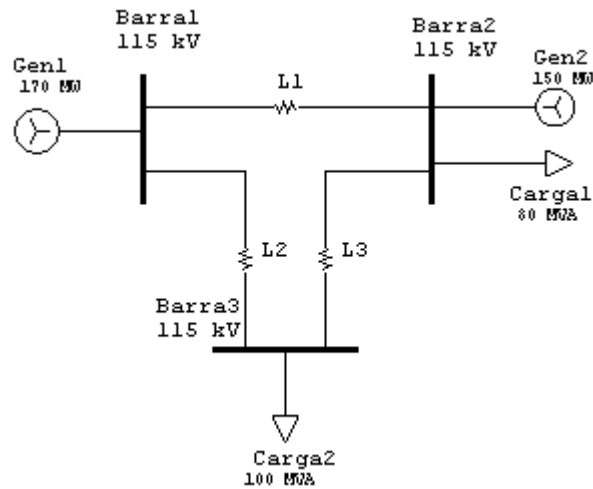 Barra1
115 kV
Barra2
115 kV
Gen1
170 MW
Gen2
150 MW
L1
Carga1
80 MVA
L2
L3
Barra3
115 kV
Carga2
100 MVA